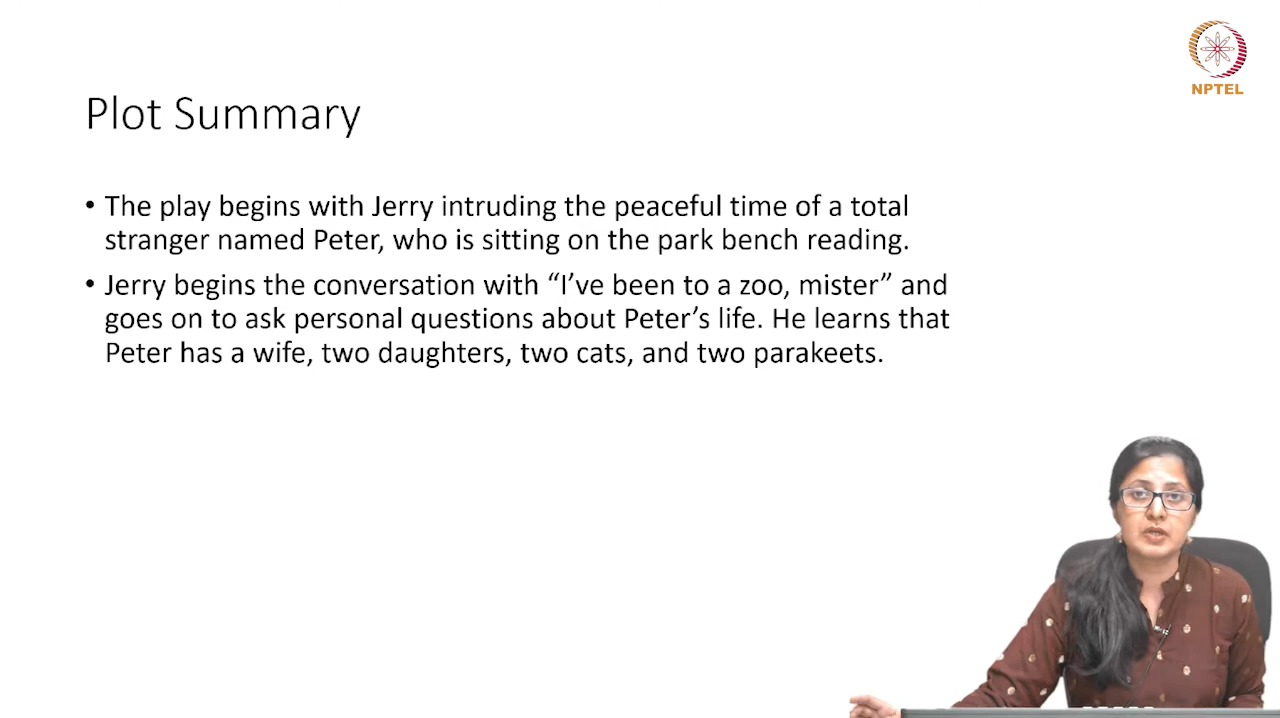 NPTEL
Plot Summary
• The play begins with Jerry intruding the peaceful time of a total
stranger named Peter, who is sitting on the park bench reading.
• Jerry begins the conversation with “I’ve been to a zoo, mister” and
goes on to ask personal questions about Peter’s life. He learns that
Peter has a wife, two daughters, two cats, and two parakeets.